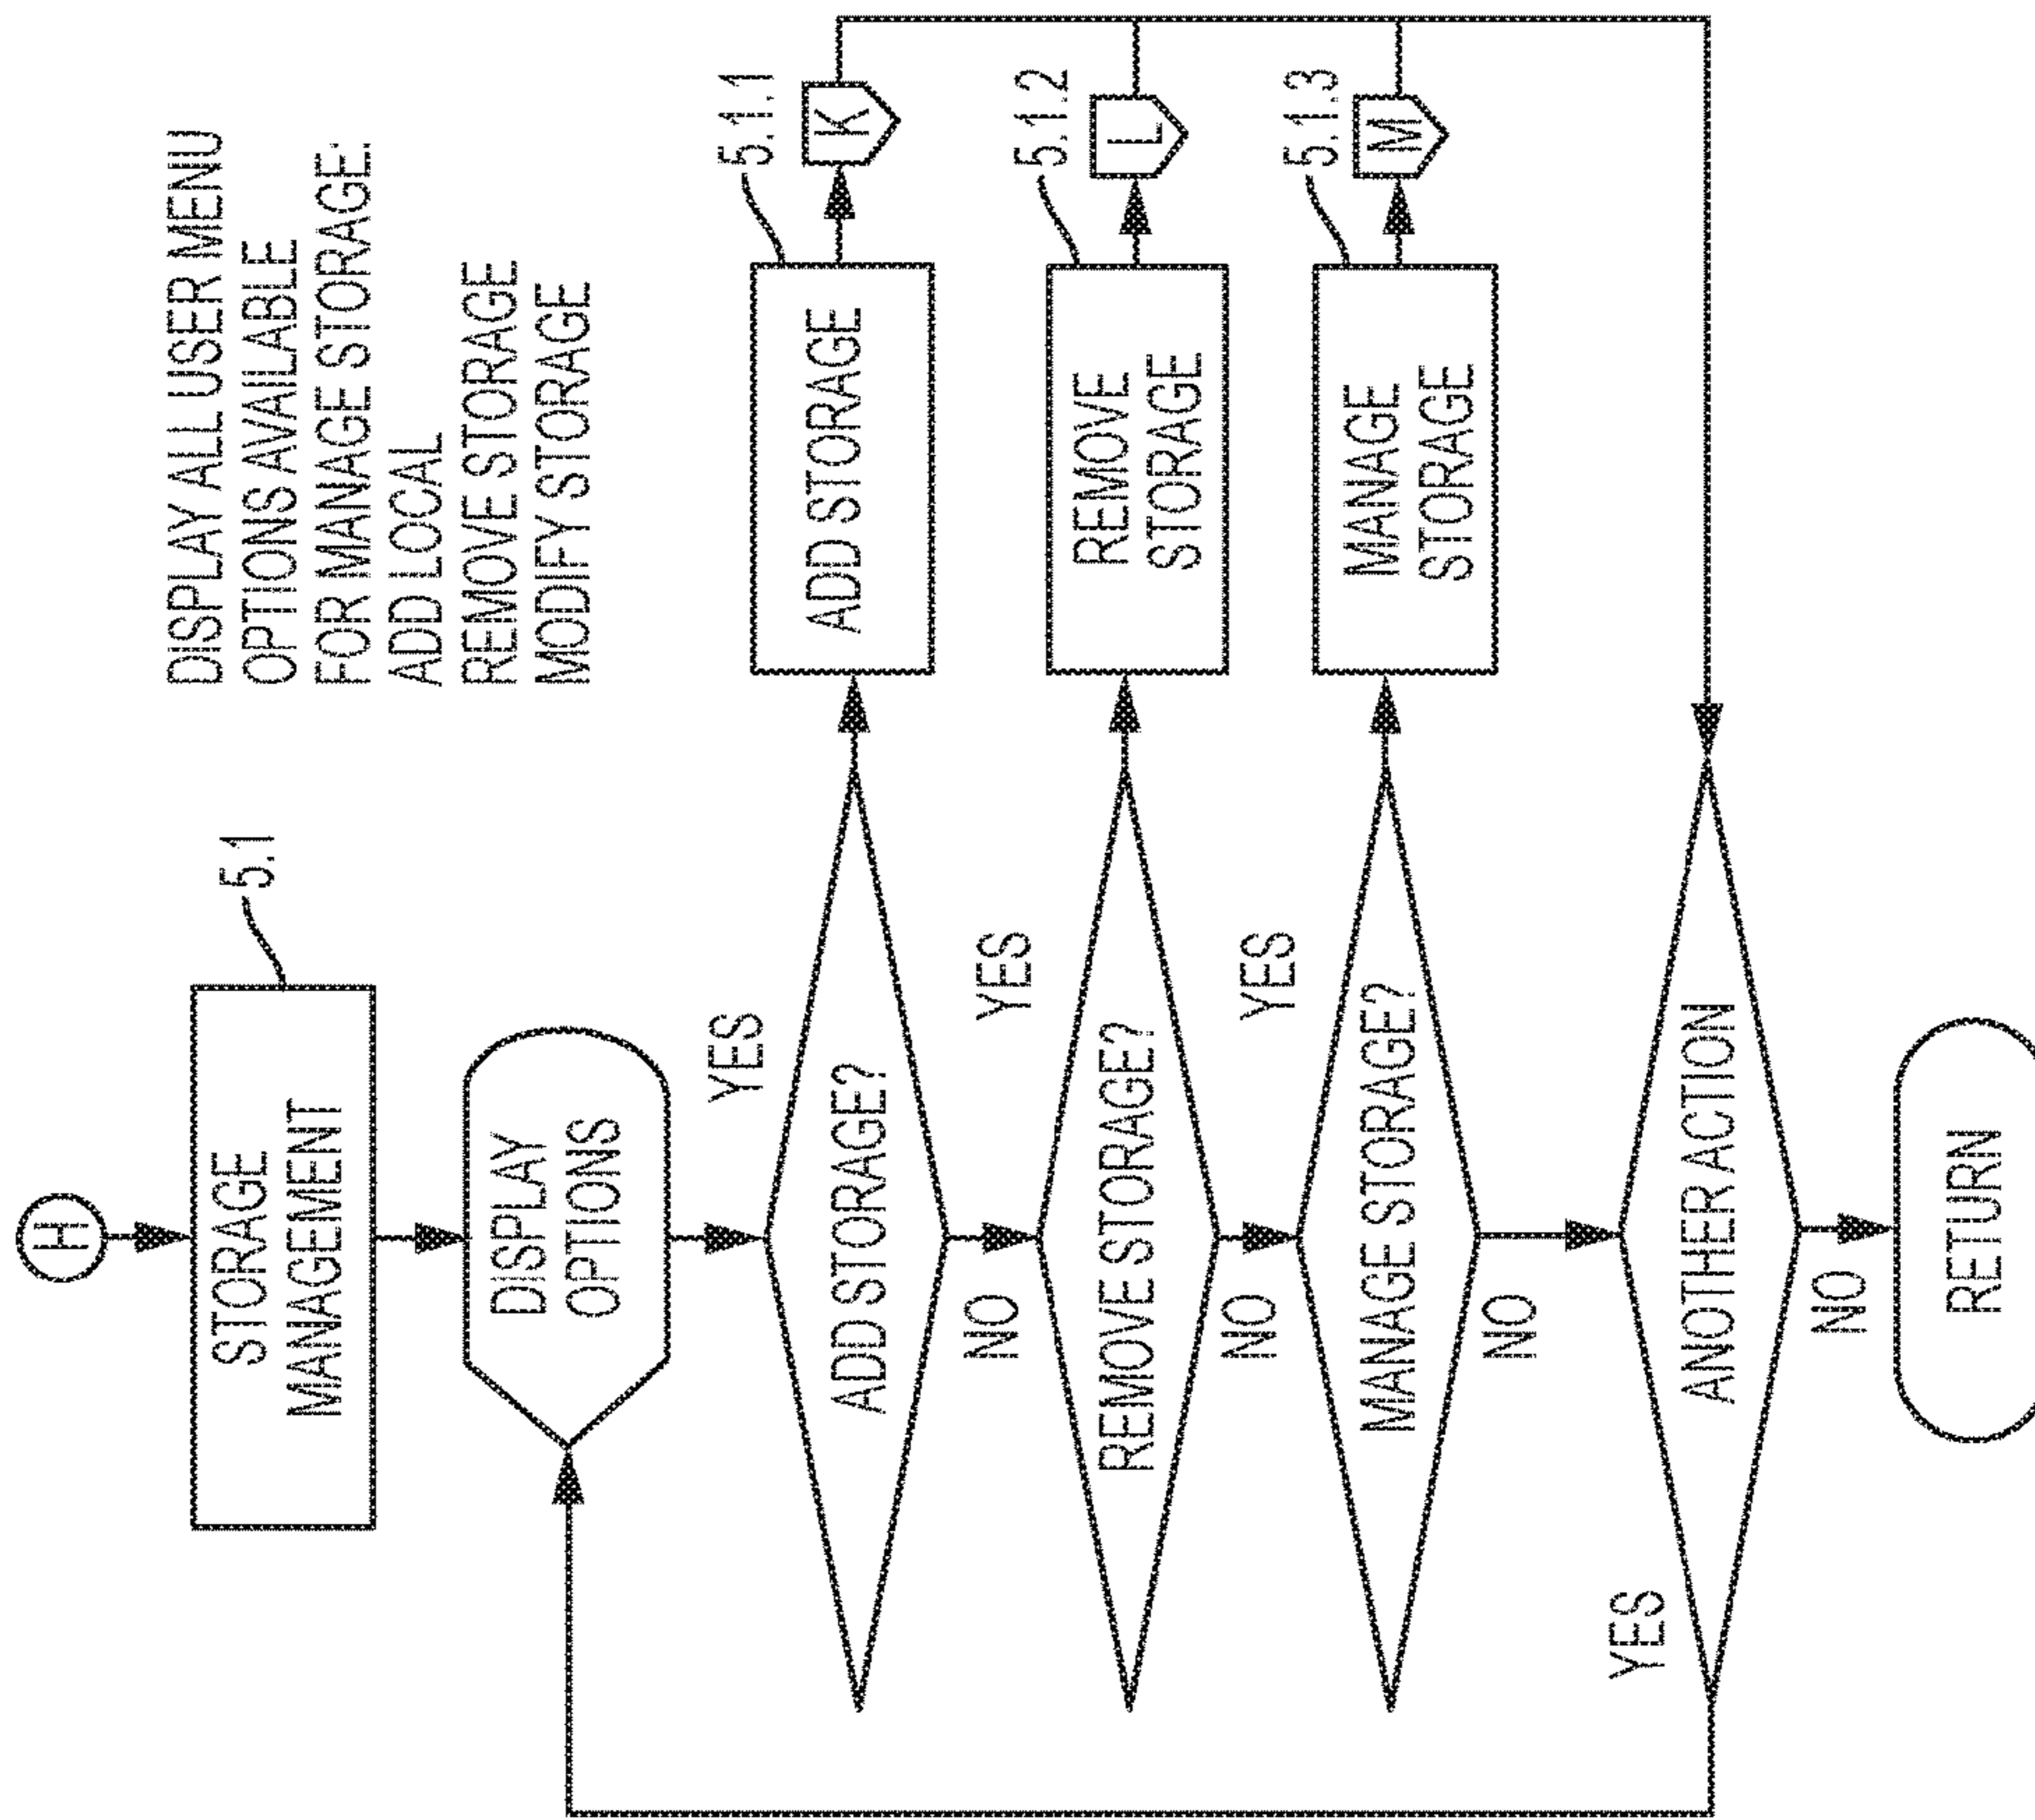 H
STORAGE
MANAGEMENT
5.1
DISPLAY
OPTIONS
DISPLAY ALL USER MENU
OPTIONS AVAILABLE
FOR MANAGE STORAGE:
ADD LOCAL
REMOVE STORAGE
MODIFY STORAGE
ADD STORAGE?
YES
NO
ADD STORAGE
5.1.1
K
REMOVE STORAGE?
YES
NO
REMOVE
STORAGE
5.1.2
L
MANAGE STORAGE?
YES
NO
MANAGE
STORAGE
5.1.3
M
ANOTHER ACTION
YES
NO
RETURN